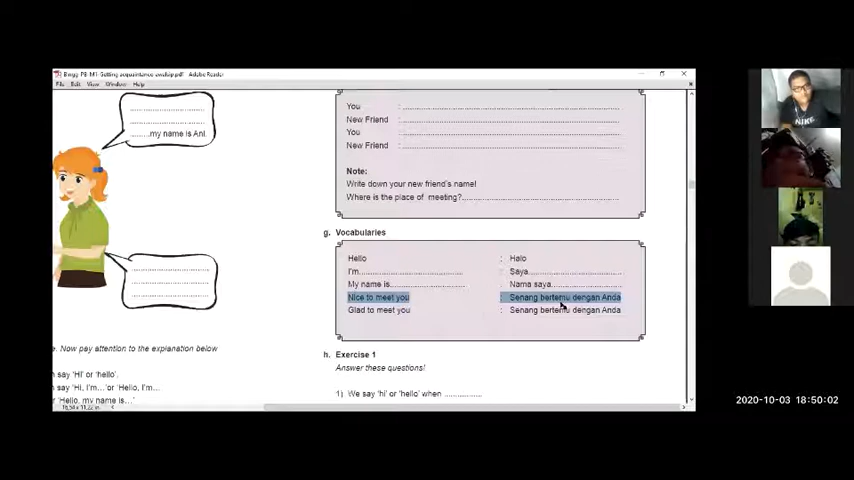 Bingg PB-M1-Getting acquaintance awalsip.pdf - Adobe Reader
File Edit View Window Help
.........my name is Ani.
You :
New Friend :
You :
New Friend :
Note:
Write down your new friend's name!
Where is the place of meeting?
g. Vocabularies
Hello : Halo
I'm : Saya
My name is : Nama saya
Nice to meet you : Senang bertemu dengan Anda
Glad to meet you : Senang bertemu dengan Anda
e. Now pay attention to the explanation below
h. Exercise 1
Answer these questions!
say 'Hi' or 'hello'.
say 'Hi, I'm...'or 'Hello, I'm...
'Hello, my name is...'
1) We say 'hi' or 'hello' when ..............
NIKE
2020-10-03 18:50:02